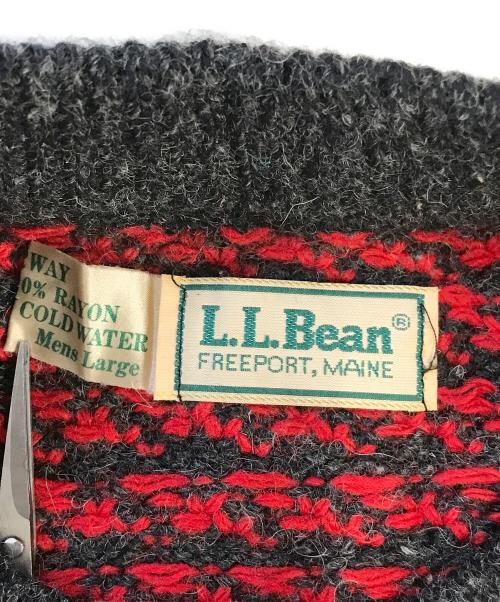 WAY
0% RAYON
COLD WATER
Mens Large
L.L.Bean®
FREEPORT, MAINE